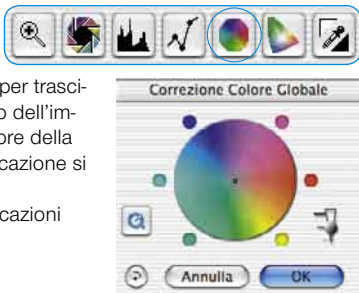 per trasci-
o dell'im-
ore della
cazione si
cazioni
Correzione Colore Globale
Annulla
OK